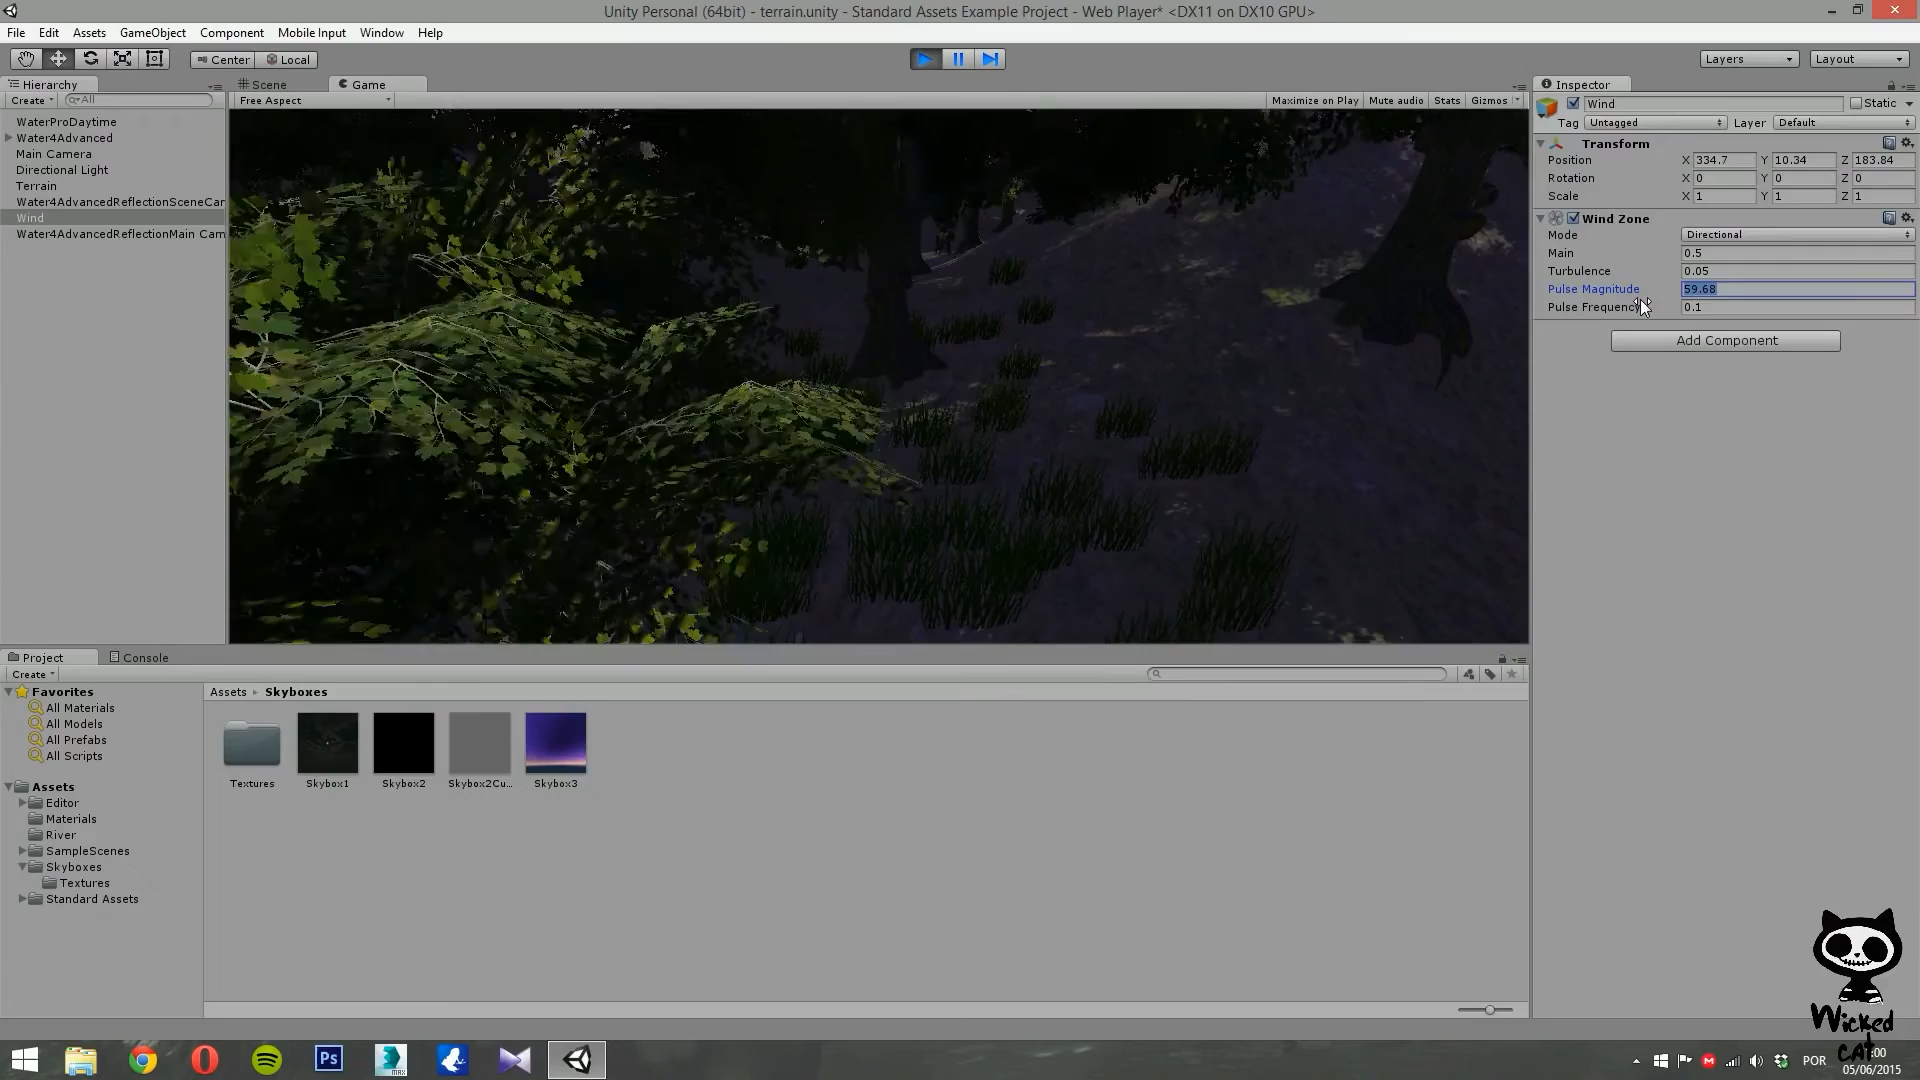 Unity Personal (64bit) - terrain.unity - Standard Assets Example Project - Web Player* <DX11 on DX10 GPU>
File Edit Assets GameObject Component Mobile Input Window Help
Center Local Layers Layout
Hierarchy
Create All
WaterProDaytime
Water4Advanced
Main Camera
Directional Light
Terrain
Water4AdvancedReflectionSceneCar
Wind
Water4AdvancedReflectionMain Cam
Scene Game
Free Aspect Maximize on Play Mute audio Stats Gizmos
Inspector
Wind Static
Tag Untagged Layer Default
Transform
Position X 334.7 Y 10.34 Z 183.84
Rotation X 0 Y 0 Z 0
Scale X 1 Y 1 Z 1
Wind Zone
Mode Directional
Main 0.5
Turbulence 0.05
Pulse Magnitude 59.68
Pulse Frequency 0.1
Add Component
Project Console
Create
Favorites
All Materials
All Models
All Prefabs
All Scripts
Assets
Editor
Materials
River
SampleScenes
Skyboxes
Textures
Standard Assets
Assets Skyboxes
Textures Skybox1 Skybox2 Skybox2Cu... Skybox3
Wicked
cat
Ps
MAX
POR
:00
05/06/2015